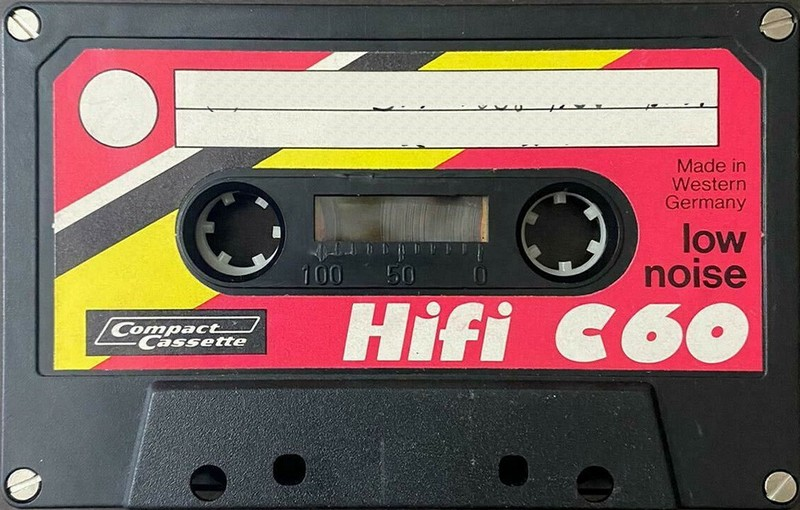 Made in
Western
Germany
low
noise
100 50 0
Compact
Cassette
Hifi C60